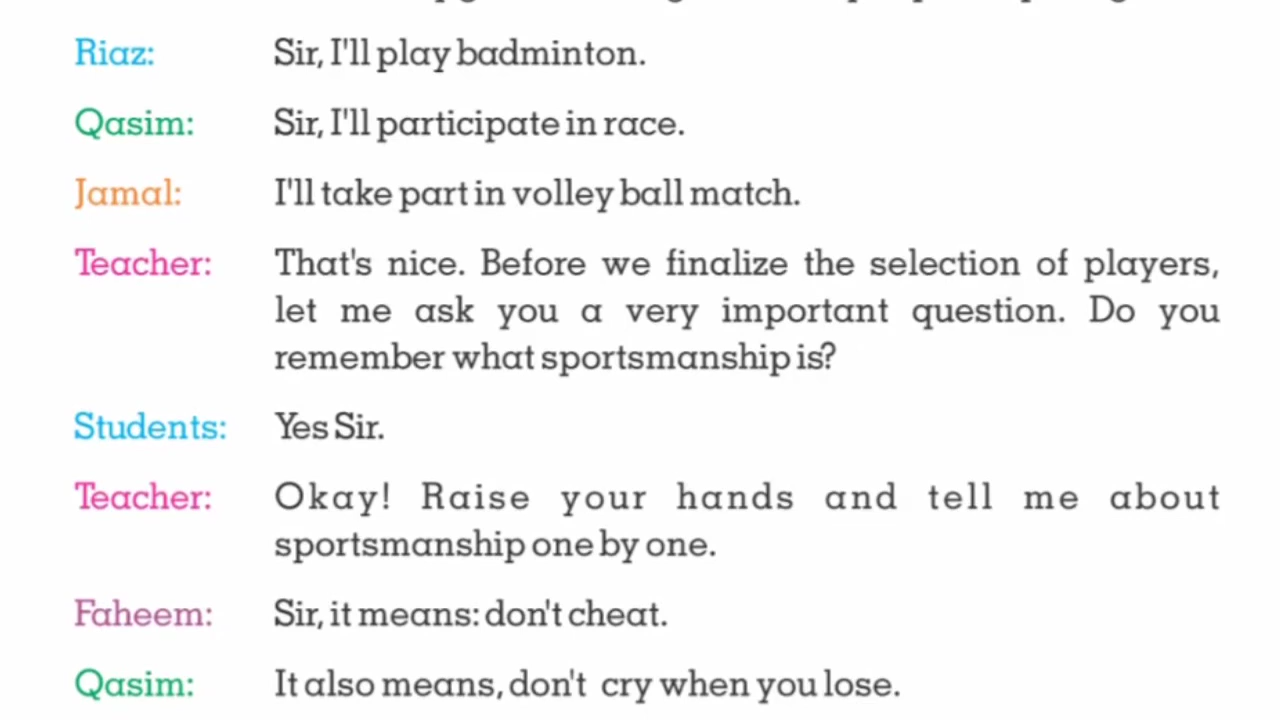 Riaz: Sir, I'll play badminton.
Qasim: Sir, I'll participate in race.
Jamal: I'll take part in volley ball match.
Teacher: That's nice. Before we finalize the selection of players,
let me ask you a very important question. Do you
remember what sportsmanship is?
Students: Yes Sir.
Teacher: Okay! Raise your hands and tell me about
sportsmanship one by one.
Faheem: Sir, it means: don't cheat.
Qasim: It also means, don't cry when you lose.